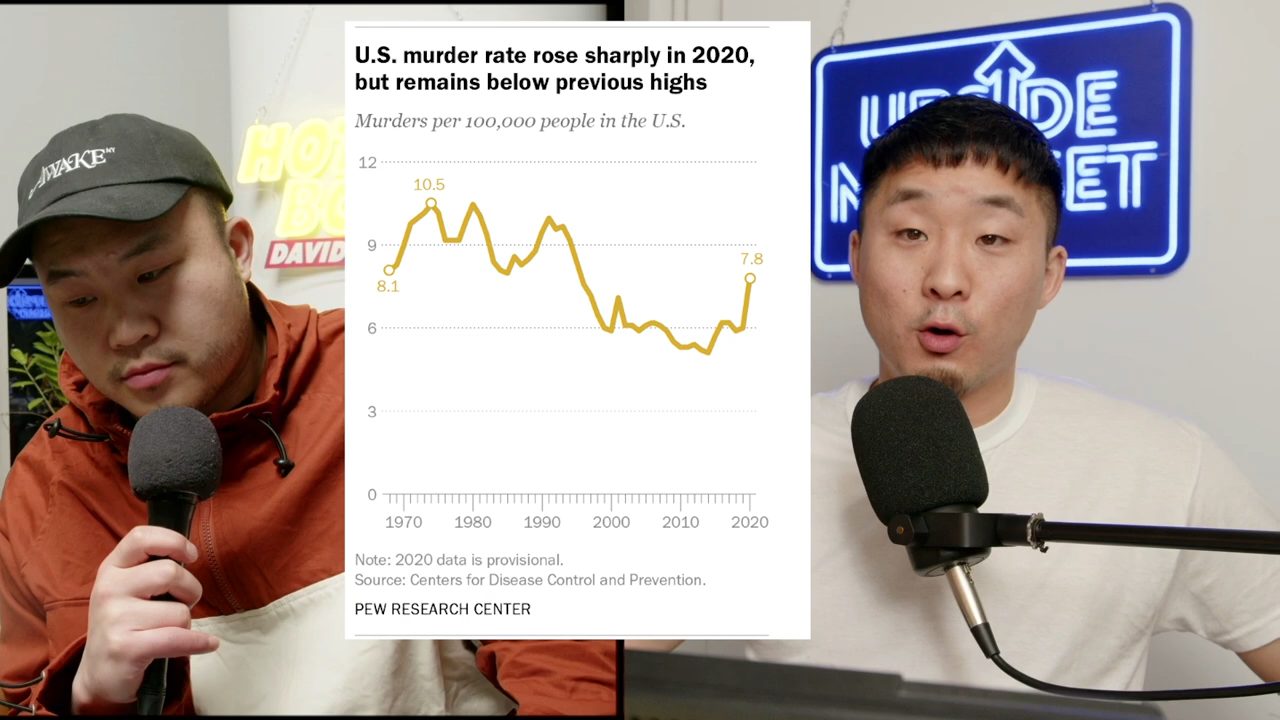 AWAKE NY
DAVID
U.S. murder rate rose sharply in 2020,
but remains below previous highs
Murders per 100,000 people in the U.S.
12
10.5
9
8.1
7.8
6
3
0
1970 1980 1990 2000 2010 2020
Note: 2020 data is provisional.
Source: Centers for Disease Control and Prevention.
PEW RESEARCH CENTER